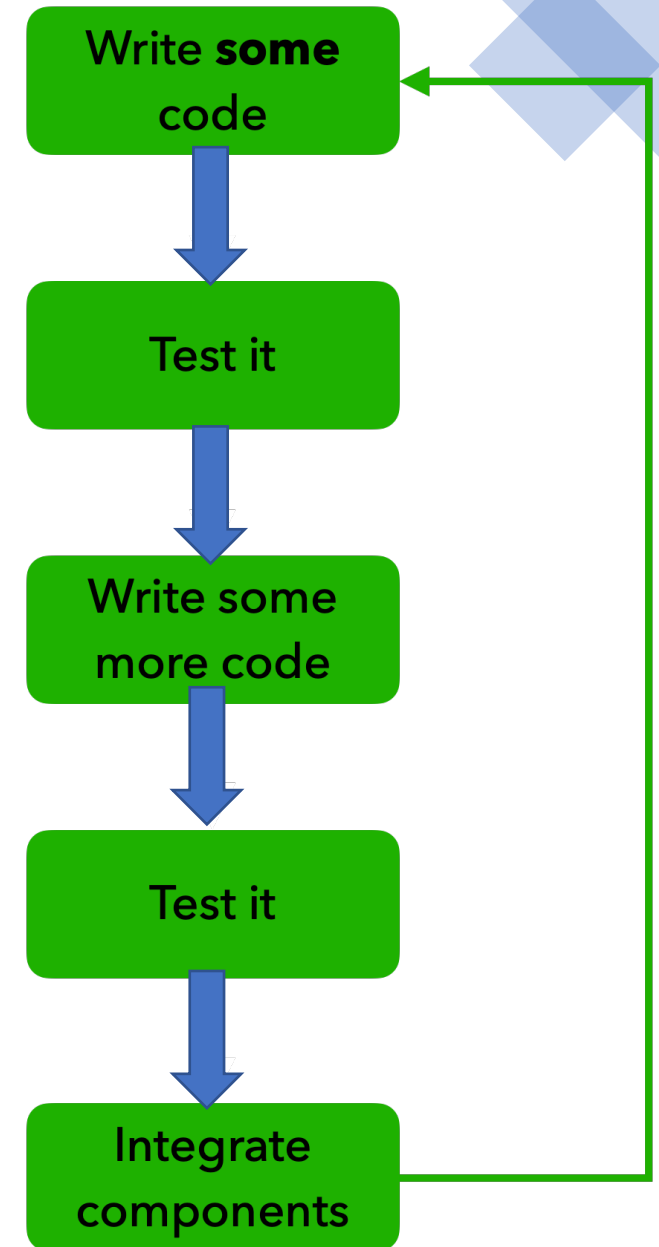 Write some
code
Test it
Write some
more code
Test it
Integrate
components